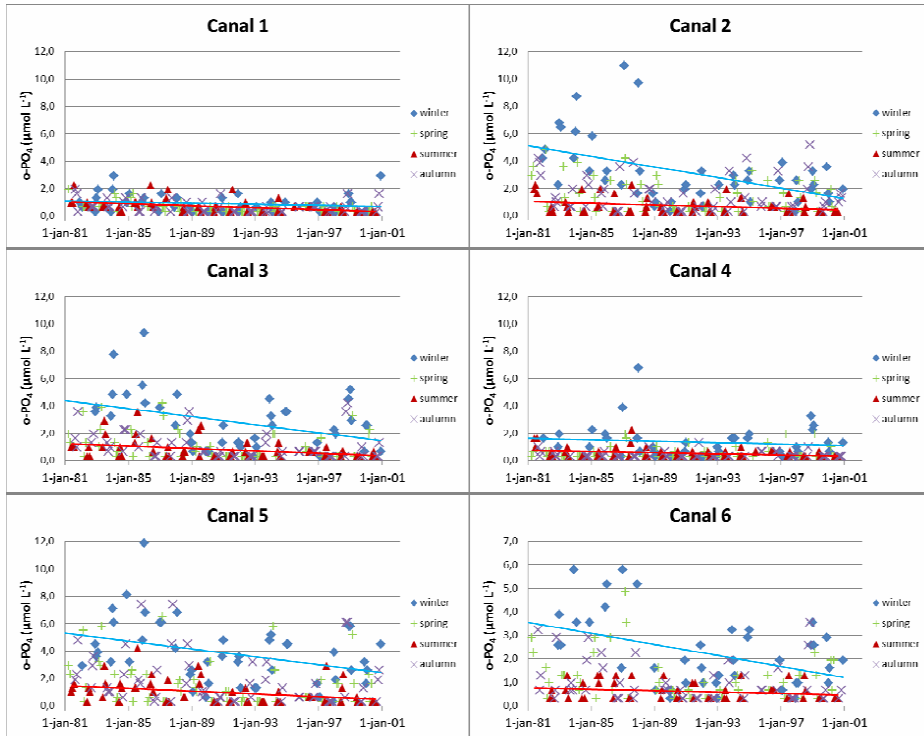 Canal 1
o-PO4 (µmol L-1)
12,0
10,0
8,0
6,0
4,0
2,0
0,0
1-jan-81 1-jan-85 1-jan-89 1-jan-93 1-jan-97 1-jan-01
winter
spring
summer
autumn
Canal 2
o-PO4 (µmol L-1)
12,0
10,0
8,0
6,0
4,0
2,0
0,0
1-jan-81 1-jan-85 1-jan-89 1-jan-93 1-jan-97 1-jan-01
winter
spring
summer
autumn
Canal 3
o-PO4 (µmol L-1)
12,0
10,0
8,0
6,0
4,0
2,0
0,0
1-jan-81 1-jan-85 1-jan-89 1-jan-93 1-jan-97 1-jan-01
winter
spring
summer
autumn
Canal 4
o-PO4 (µmol L-1)
12,0
10,0
8,0
6,0
4,0
2,0
0,0
1-jan-81 1-jan-85 1-jan-89 1-jan-93 1-jan-97 1-jan-01
winter
spring
summer
autumn
Canal 5
o-PO4 (µmol L-1)
12,0
10,0
8,0
6,0
4,0
2,0
0,0
1-jan-81 1-jan-85 1-jan-89 1-jan-93 1-jan-97 1-jan-01
winter
spring
summer
autumn
Canal 6
o-PO4 (µmol L-1)
7,0
6,0
5,0
4,0
3,0
2,0
1,0
0,0
1-jan-81 1-jan-85 1-jan-89 1-jan-93 1-jan-97 1-jan-01
winter
spring
summer
autumn